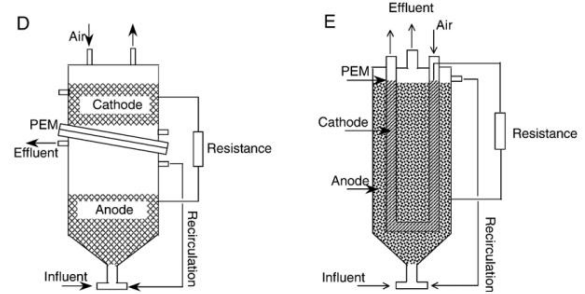 D
Air
Cathode
PEM
Effluent
Resistance
Anode
Recirculation
Influent
E
Effluent
Air
PEM
Cathode
Resistance
Anode
Recirculation
Influent